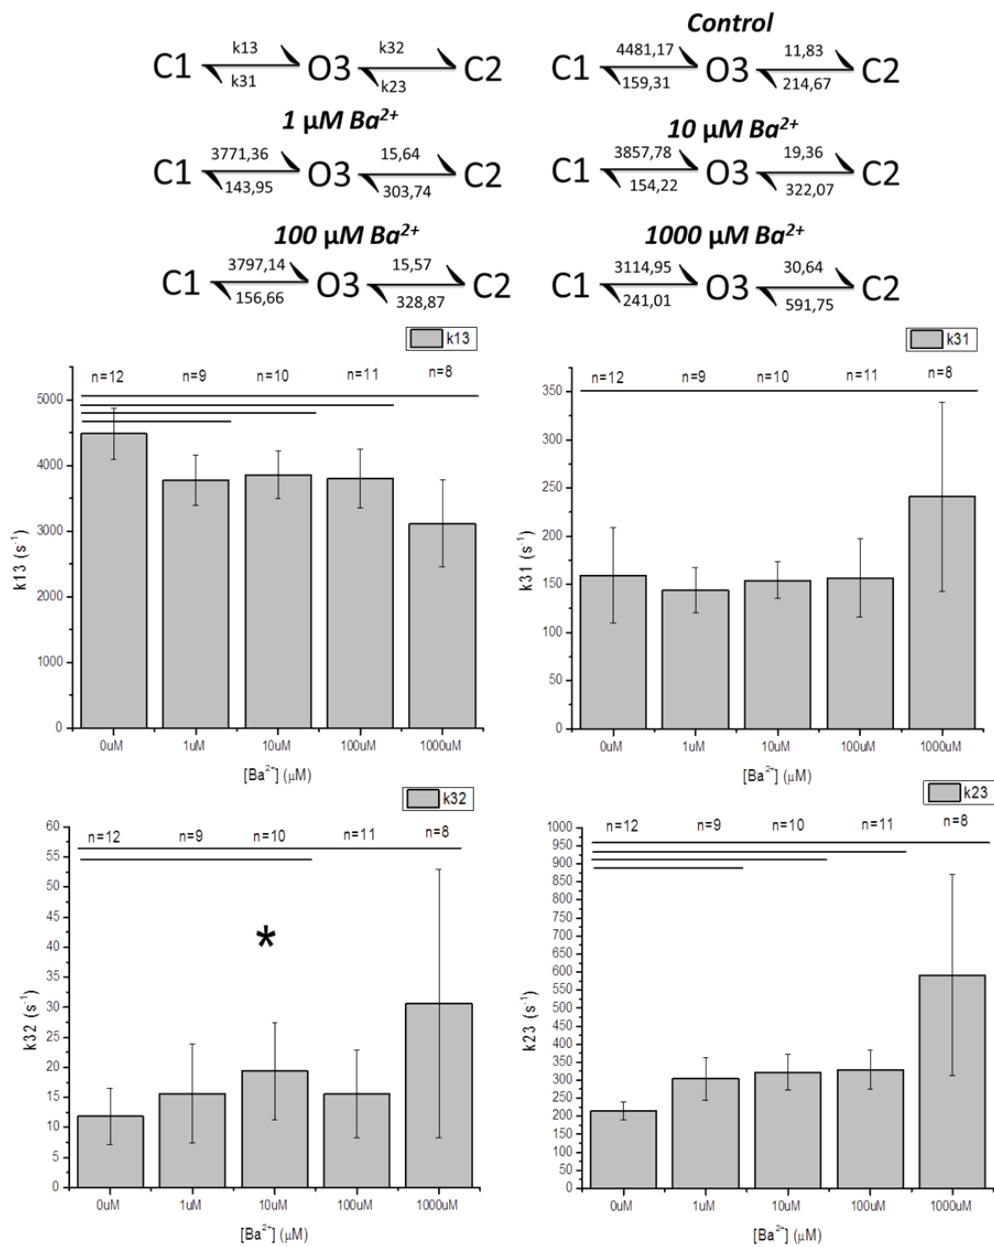 Control
k13 k32 4481,17 11,83
C1 O3 C2 C1 O3 C2
k31 k23 159,31 214,67
1 μM Ba2+ 10 μM Ba2+
3771,36 15,64 3857,78 19,36
C1 O3 C2 C1 O3 C2
143,95 303,74 154,22 322,07
100 μM Ba2+ 1000 μM Ba2+
3797,14 15,57 3114,95 30,64
C1 O3 C2 C1 O3 C2
156,66 328,87 241,01 591,75
k13
n=12 n=9 n=10 n=11 n=8
5000
4000
3000
2000
1000
0
k13 (s-1)
0uM 1uM 10uM 100uM 1000uM
[Ba2+] (μM)
k31
n=12 n=9 n=10 n=11 n=8
350
300
250
200
150
100
50
0
k31 (s-1)
0uM 1uM 10uM 100uM 1000uM
[Ba2+] (μM)
k32
n=12 n=9 n=10 n=11 n=8
60
55
50
45
40
35
30
25
20
15
10
5
0
*
k32 (s-1)
0uM 1uM 10uM 100uM 1000uM
[Ba2+] (μM)
k23
n=12 n=9 n=10 n=11 n=8
1000
950
900
850
800
750
700
650
600
550
500
450
400
350
300
250
200
150
100
50
0
k23 (s-1)
0uM 1uM 10uM 100uM 1000uM
[Ba2+] (μM)